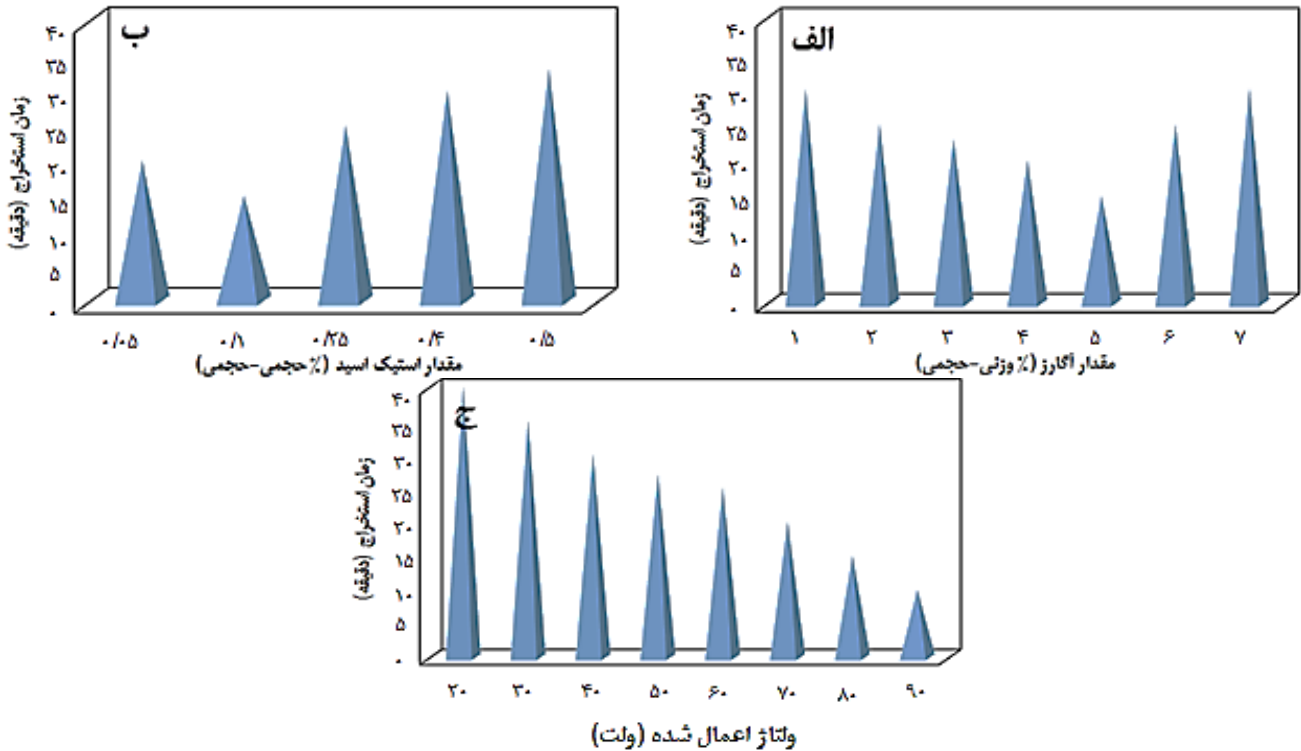 الف
زمان استخراج (دقیقه)
۴۰
۳۵
۳۰
۲۵
۲۰
۱۵
۱۰
۵
۰
۱ ۲ ۳ ۴ ۵ ۶ ۷
مقدار آگارز (٪ وزنی-حجمی)
ب
زمان استخراج (دقیقه)
۴۰
۳۵
۳۰
۲۵
۲۰
۱۵
۱۰
۵
۰
۰/۰۵ ۰/۱ ۰/۲۵ ۰/۴ ۰/۵
مقدار استیک اسید (٪ حجمی-حجمی)
ج
زمان استخراج (دقیقه)
۴۰
۳۵
۳۰
۲۵
۲۰
۱۵
۱۰
۵
۰
۲۰ ۳۰ ۴۰ ۵۰ ۶۰ ۷۰ ۸۰ ۹۰
ولتاژ اعمال شده (ولت)